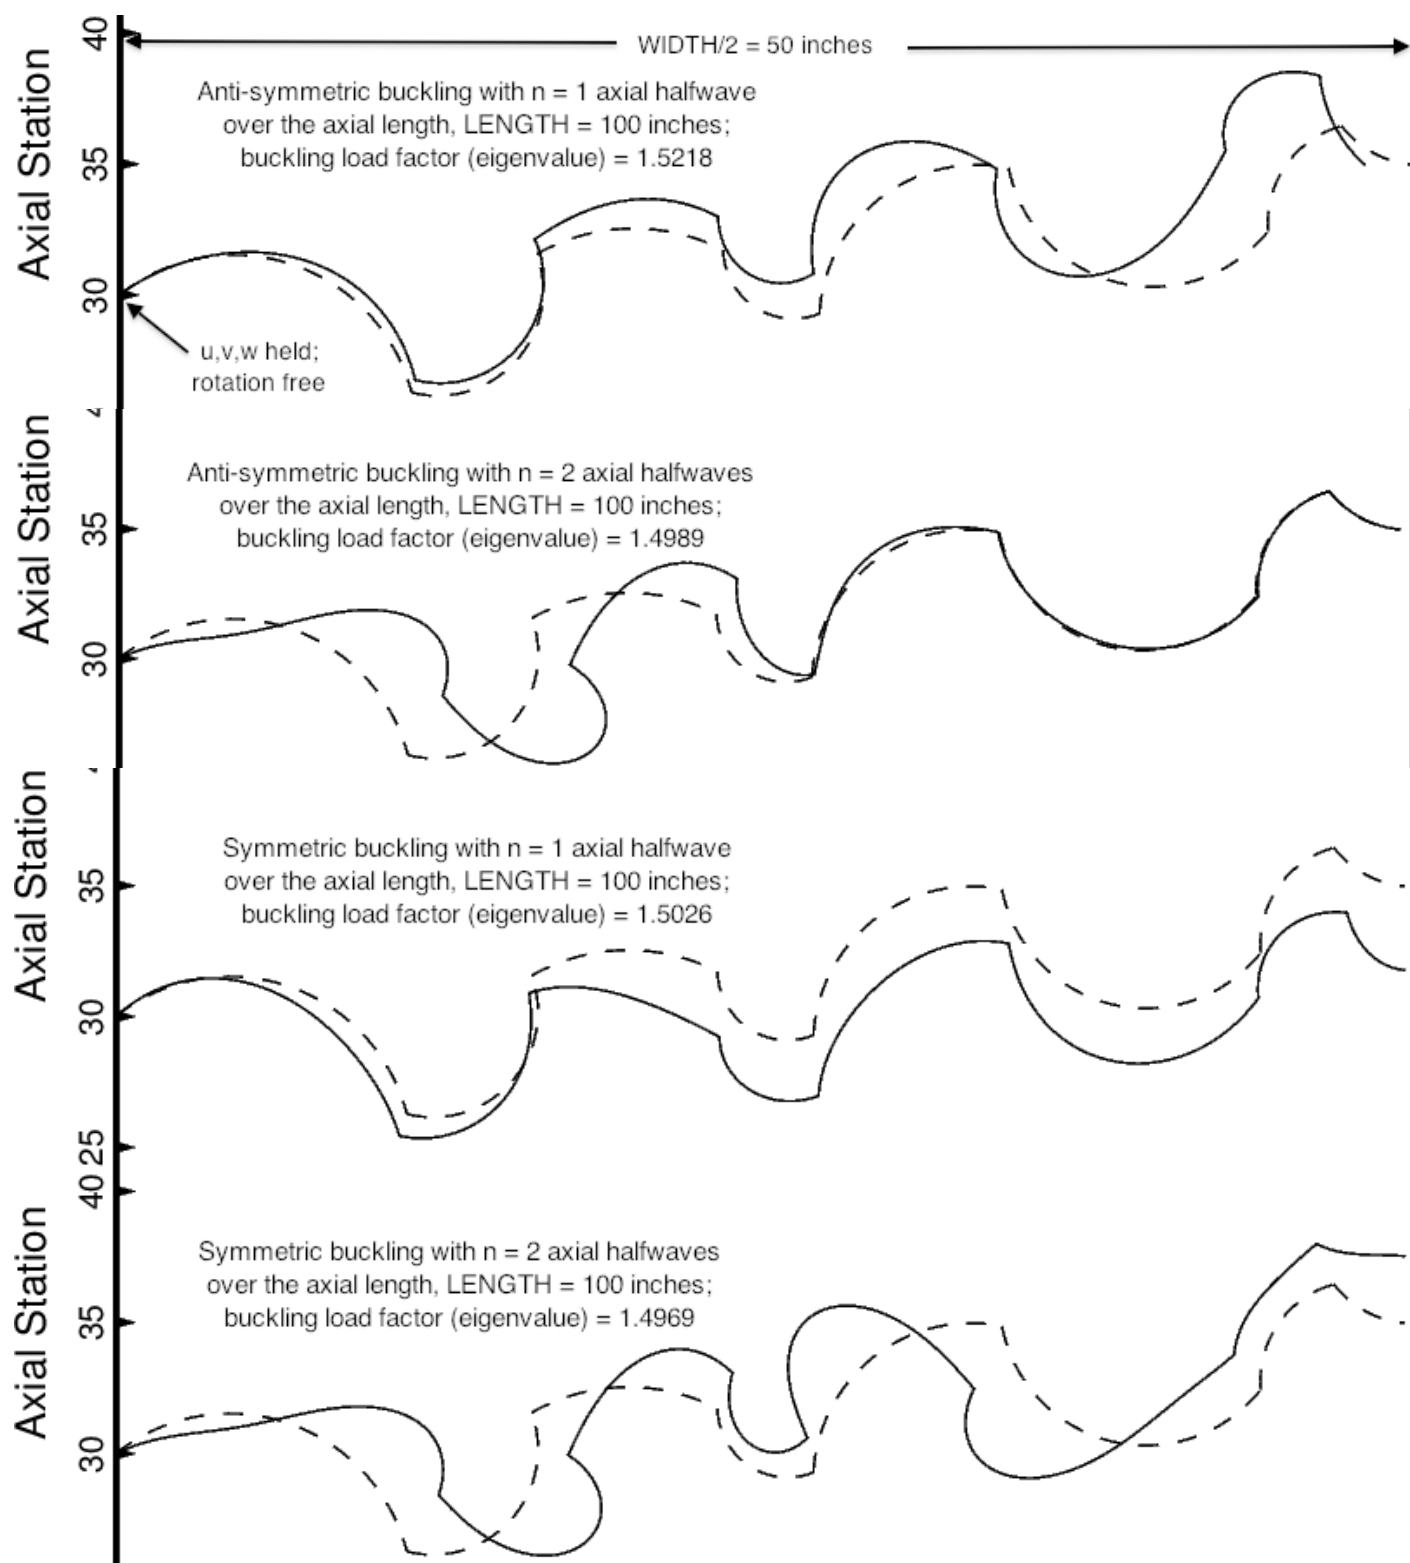 40
WIDTH/2 = 50 inches
Anti-symmetric buckling with n = 1 axial halfwave
over the axial length, LENGTH = 100 inches;
buckling load factor (eigenvalue) = 1.5218
Axial Station
35
30
u,v,w held;
rotation free
Anti-symmetric buckling with n = 2 axial halfwaves
over the axial length, LENGTH = 100 inches;
buckling load factor (eigenvalue) = 1.4989
Axial Station
35
30
Symmetric buckling with n = 1 axial halfwave
over the axial length, LENGTH = 100 inches;
buckling load factor (eigenvalue) = 1.5026
Axial Station
35
30
25
40
Symmetric buckling with n = 2 axial halfwaves
over the axial length, LENGTH = 100 inches;
buckling load factor (eigenvalue) = 1.4969
Axial Station
35
30